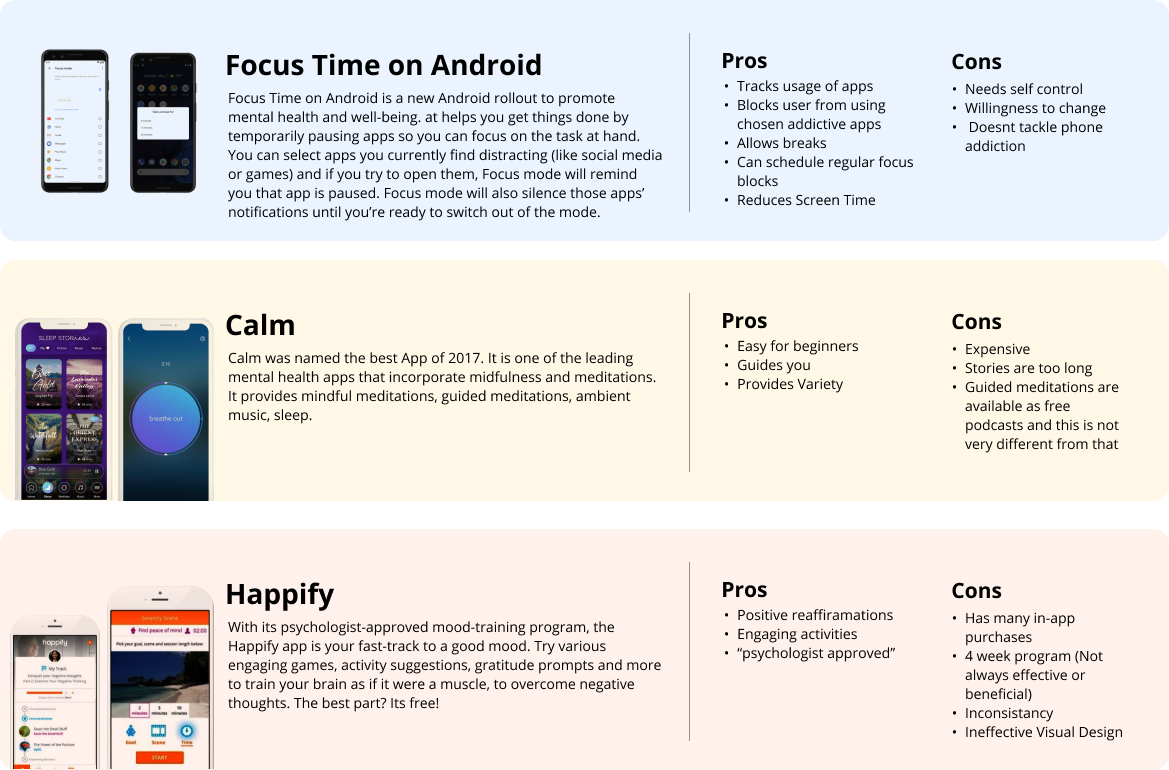 Focus Time on Android
Focus Time on Android is a new Android rollout to promote
mental health and well-being. at helps you get things done by
temporarily pausing apps so you can focus on the task at hand.
You can select apps you currently find distracting (like social media
or games) and if you try to open them, Focus mode will remind
you that app is paused. Focus mode will also silence those apps’
notifications until you’re ready to switch out of the mode.
Pros
• Tracks usage of apps
• Blocks user from using
chosen addictive apps
• Allows breaks
• Can schedule regular focus
blocks
• Reduces Screen Time
Cons
• Needs self control
• Willingness to change
• Doesnt tackle phone
addiction
SLEEP STORIES
breathe out
Calm
Calm was named the best App of 2017. It is one of the leading
mental health apps that incorporate midfulness and meditations.
It provides mindful meditations, guided meditations, ambient
music, sleep.
Pros
• Easy for beginners
• Guides you
• Provides Variety
Cons
• Expensive
• Stories are too long
• Guided meditations are
available as free
podcasts and this is not
very different from that
happify
My Track
Serenity Scene
Find peace of mind 02:00
Pick your goal, scene and session length below:
2 minutes 5 minutes 10 minutes
Goal Scene Time
START
Happify
With its psychologist-approved mood-training program, the
Happify app is your fast-track to a good mood. Try various
engaging games, activity suggestions, gratitude prompts and more
to train your brain as if it were a muscle, to overcome negative
thoughts. The best part? Its free!
Pros
• Positive reaffiramations
• Engaging activities
• “psychologist approved”
Cons
• Has many in-app
purchases
• 4 week program (Not
always effective or
beneficial)
• Inconsistancy
• Ineffective Visual Design